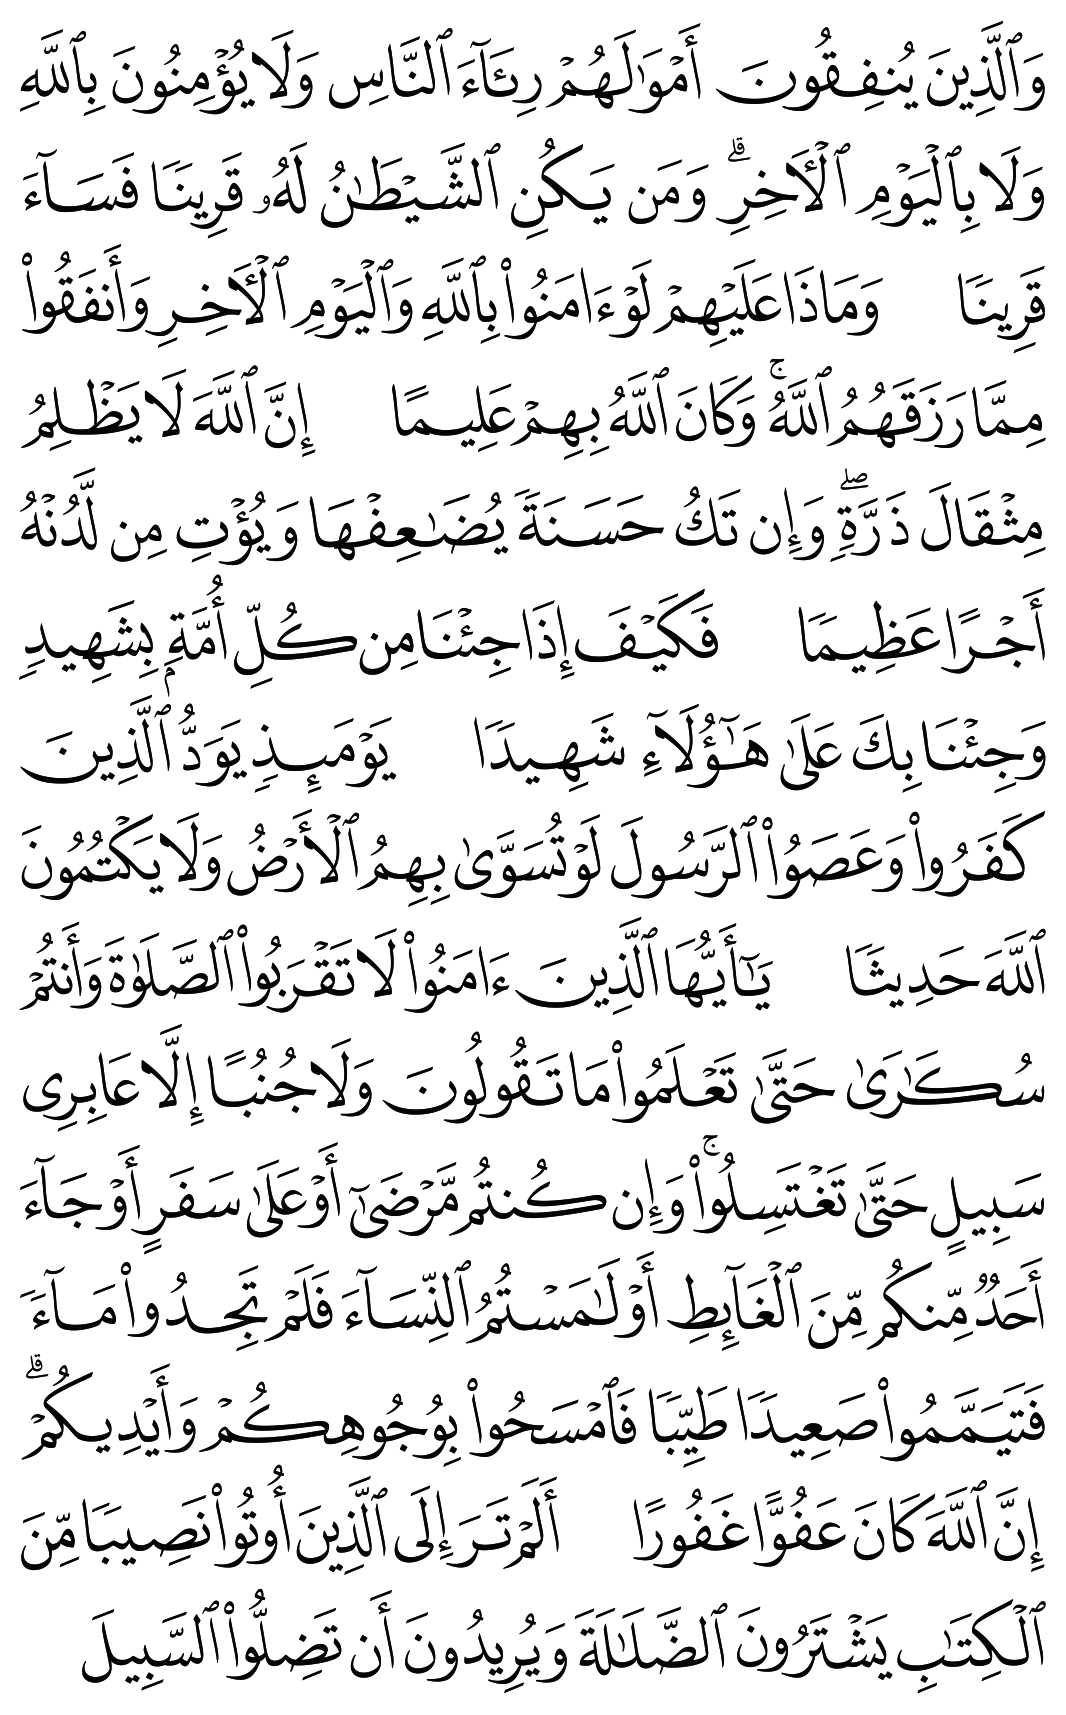 وَٱلَّذِينَ يُنفِقُونَ أَمۡوَٰلَهُمۡ رِئَآءَ ٱلنَّاسِ وَلَا يُؤۡمِنُونَ بِٱللَّهِ
وَلَا بِٱلۡيَوۡمِ ٱلۡأٓخِرِۗ وَمَن يَكُنِ ٱلشَّيۡطَٰنُ لَهُۥ قَرِينٗا فَسَآءَ
قَرِينٗا وَمَاذَا عَلَيۡهِمۡ لَوۡ ءَامَنُواْ بِٱللَّهِ وَٱلۡيَوۡمِ ٱلۡأٓخِرِ وَأَنفَقُواْ
مِمَّا رَزَقَهُمُ ٱللَّهُۚ وَكَانَ ٱللَّهُ بِهِمۡ عَلِيمًا إِنَّ ٱللَّهَ لَا يَظۡلِمُ
مِثۡقَالَ ذَرَّةٖۖ وَإِن تَكُ حَسَنَةٗ يُضَٰعِفۡهَا وَيُؤۡتِ مِن لَّدُنۡهُ
أَجۡرًا عَظِيمٗا فَكَيۡفَ إِذَا جِئۡنَا مِن كُلِّ أُمَّةِۭ بِشَهِيدٖ
وَجِئۡنَا بِكَ عَلَىٰ هَٰٓؤُلَآءِ شَهِيدٗا يَوۡمَئِذٖ يَوَدُّ ٱلَّذِينَ
كَفَرُواْ وَعَصَوُاْ ٱلرَّسُولَ لَوۡ تُسَوَّىٰ بِهِمُ ٱلۡأَرۡضُ وَلَا يَكۡتُمُونَ
ٱللَّهَ حَدِيثٗا يَٰٓأَيُّهَا ٱلَّذِينَ ءَامَنُواْ لَا تَقۡرَبُواْ ٱلصَّلَوٰةَ وَأَنتُمۡ
سُكَٰرَىٰ حَتَّىٰ تَعۡلَمُواْ مَا تَقُولُونَ وَلَا جُنُبًا إِلَّا عَابِرِي
سَبِيلٍ حَتَّىٰ تَغۡتَسِلُواْۚ وَإِن كُنتُم مَّرۡضَىٰٓ أَوۡ عَلَىٰ سَفَرٍ أَوۡ جَآءَ
أَحَدٞ مِّنكُم مِّنَ ٱلۡغَآئِطِ أَوۡ لَٰمَسۡتُمُ ٱلنِّسَآءَ فَلَمۡ تَجِدُواْ مَآءٗ
فَتَيَمَّمُواْ صَعِيدٗا طَيِّبٗا فَٱمۡسَحُواْ بِوُجُوهِكُمۡ وَأَيۡدِيكُمۡۗ
إِنَّ ٱللَّهَ كَانَ عَفُوًّا غَفُورًا أَلَمۡ تَرَ إِلَى ٱلَّذِينَ أُوتُواْ نَصِيبٗا مِّنَ
ٱلۡكِتَٰبِ يَشۡتَرُونَ ٱلضَّلَٰلَةَ وَيُرِيدُونَ أَن تَضِلُّواْ ٱلسَّبِيلَ